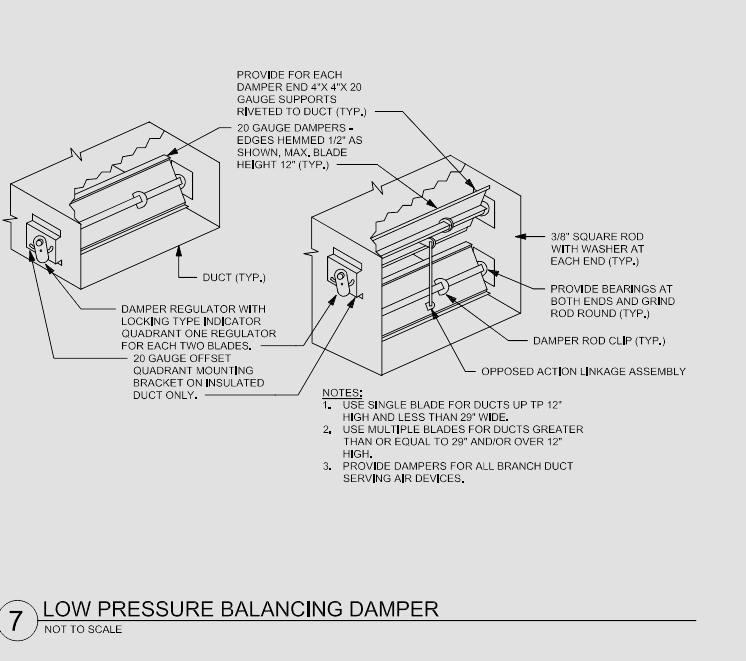 PROVIDE FOR EACH
DAMPER END 4"X 4"X 20
GAUGE SUPPORTS
RIVETED TO DUCT (TYP.)
20 GAUGE DAMPERS -
EDGES HEMMED 1/2" AS
SHOWN, MAX. BLADE
HEIGHT 12" (TYP.)
3/8" SQUARE ROD
WITH WASHER AT
EACH END (TYP.)
DUCT (TYP.)
PROVIDE BEARINGS AT
BOTH ENDS AND GRIND
ROD ROUND (TYP.)
DAMPER REGULATOR WITH
LOCKING TYPE INDICATOR
QUADRANT ONE REGULATOR
FOR EACH TWO BLADES.
DAMPER ROD CLIP (TYP.)
20 GAUGE OFFSET
QUADRANT MOUNTING
BRACKET ON INSULATED
DUCT ONLY.
OPPOSED ACTION LINKAGE ASSEMBLY
NOTES:
1. USE SINGLE BLADE FOR DUCTS UP TP 12"
HIGH AND LESS THAN 29" WIDE.
2. USE MULTIPLE BLADES FOR DUCTS GREATER
THAN OR EQUAL TO 29" AND/OR OVER 12"
HIGH.
3. PROVIDE DAMPERS FOR ALL BRANCH DUCT
SERVING AIR DEVICES.
7 LOW PRESSURE BALANCING DAMPER
NOT TO SCALE